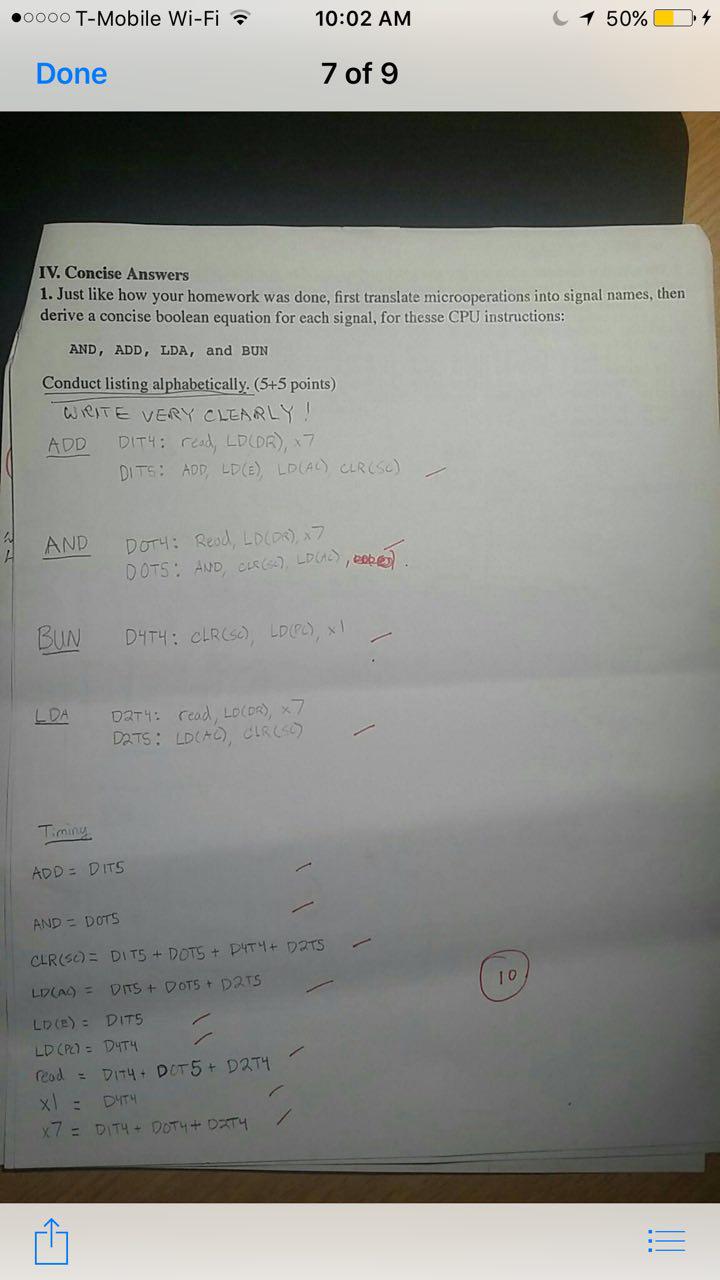 T-Mobile Wi-Fi 10:02 AM 50%
Done 7 of 9
IV. Concise Answers
1. Just like how your homework was done, first translate microoperations into signal names, then
derive a concise boolean equation for each signal, for thesse CPU instructions:
AND, ADD, LDA, and BUN
Conduct listing alphabetically. (5+5 points)
WRITE VERY CLEARLY!
ADD D1T4: read, LD(DR), x7
D1T5: ADD, LD(E), LD(AC) CLR(SC)
AND D0T4: Read, LD(DR), x7
D0T5: AND, CLR(SC), LD(AC),
BUN D4T4: CLR(SC), LD(PC), x1
LDA D2T4: read, LD(DR), x7
D2T5: LD(AC), CLR(SC)
Timing
ADD = D1T5
AND = D0T5
CLR(SC) = D1T5 + D0T5 + D4T4 + D2T5
LD(AC) = D1T5 + D0T5 + D2T5
10
LD(E) = D1T5
LD(PC) = D4T4
read = D1T4 + D0T5 + D2T4
x1 = D4T4
x7 = D1T4 + D0T4 + D2T4